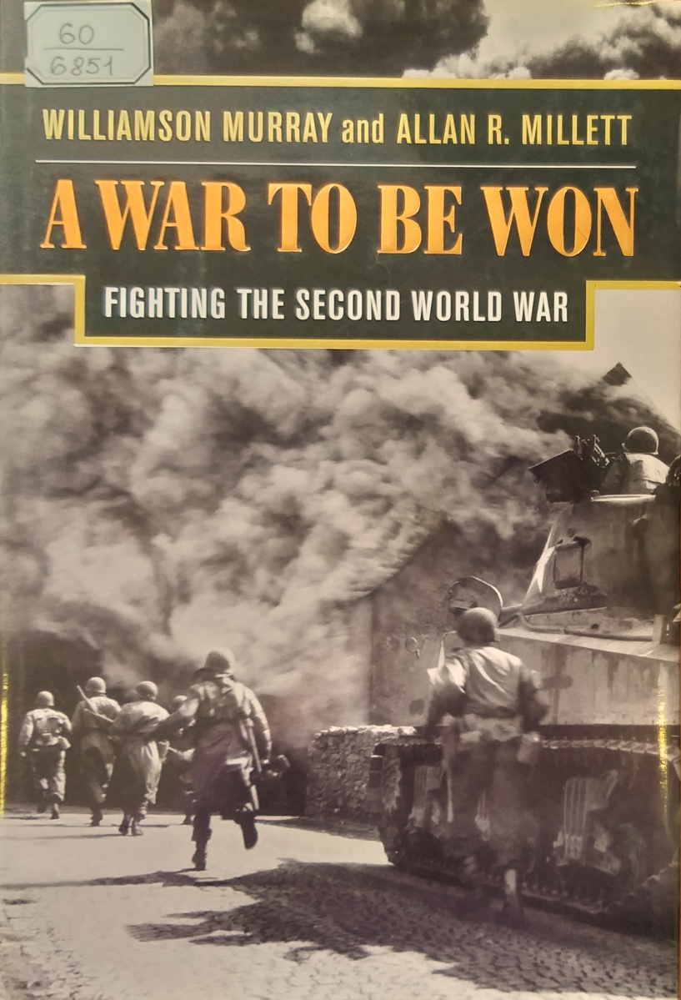 60
6851
WILLIAMSON MURRAY and ALLAN R. MILLETT
A WAR TO BE WON
FIGHTING THE SECOND WORLD WAR